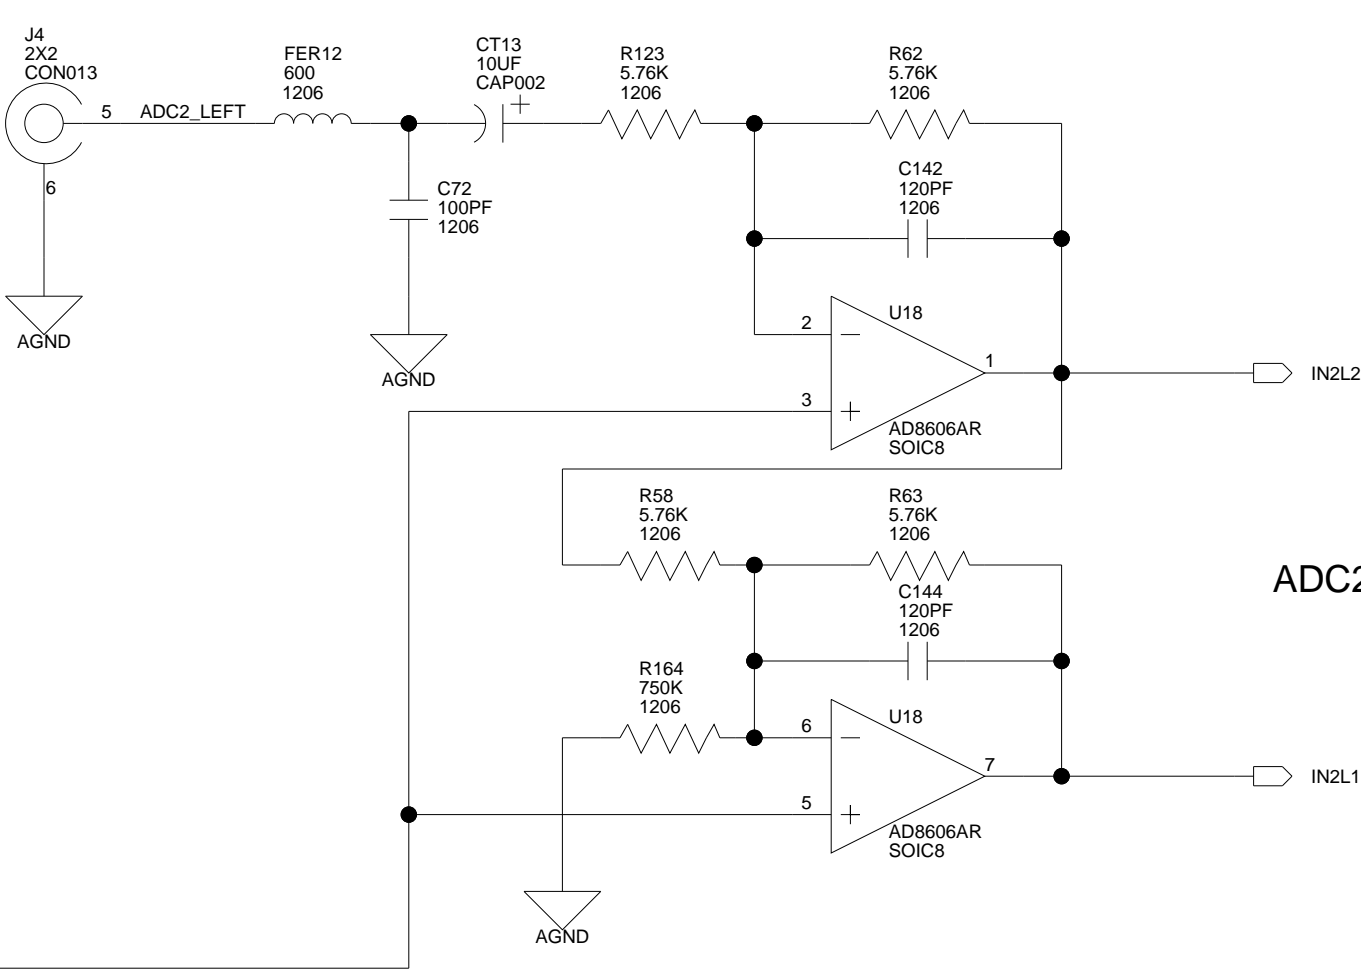 J4
2X2
CON013
5
ADC2_LEFT
6
AGND
FER12
600
1206
CT13
10UF
CAP002
+
R123
5.76K
1206
R62
5.76K
1206
C72
100PF
1206
AGND
C142
120PF
1206
U18
2
−
1
3
+
AD8606AR
SOIC8
IN2L2
R58
5.76K
1206
R63
5.76K
1206
ADC2
C144
120PF
1206
R164
750K
1206
U18
6
−
7
5
+
AD8606AR
SOIC8
IN2L1
AGND